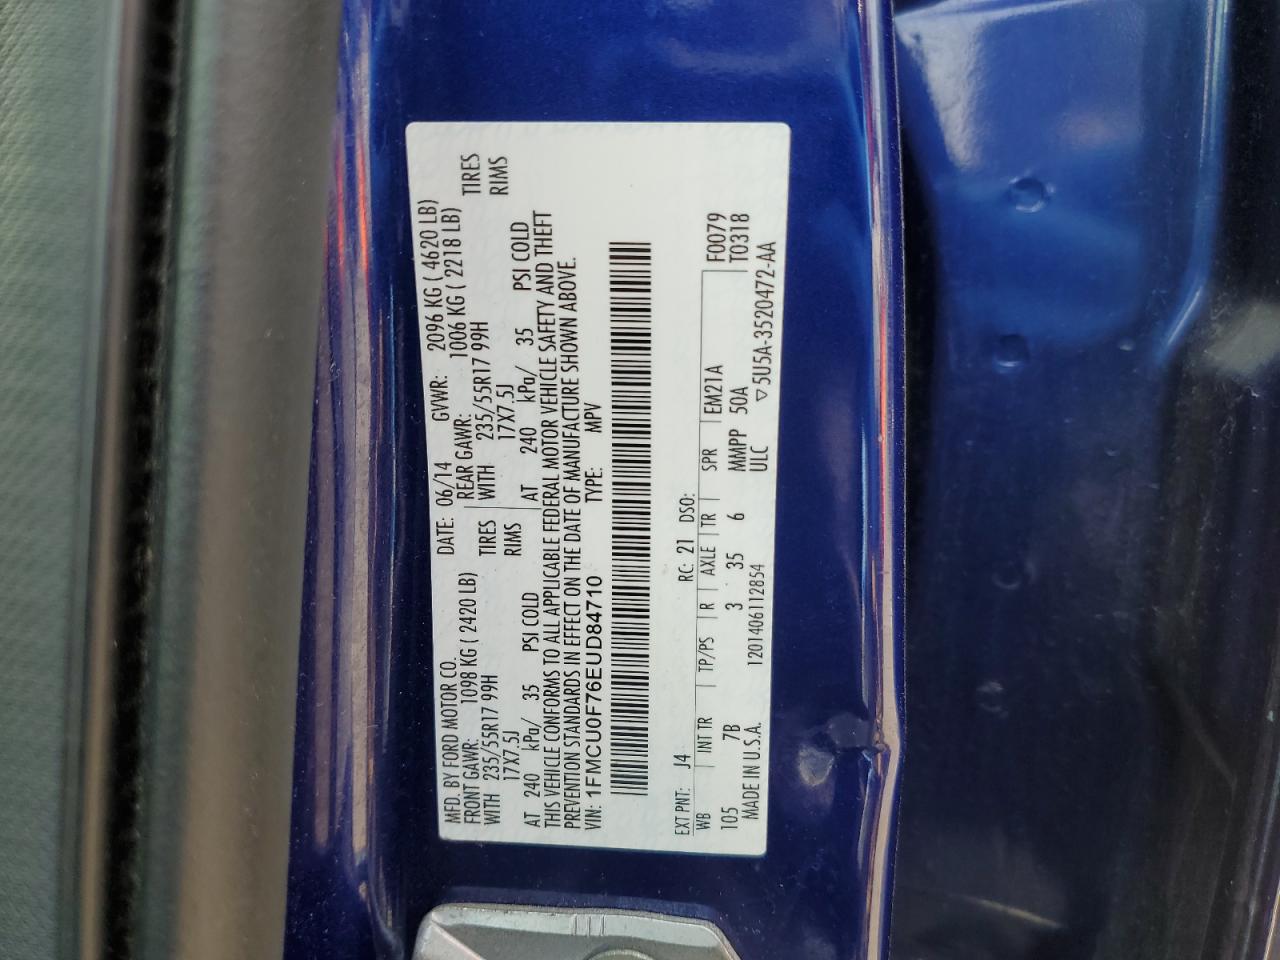 MFD. BY FORD MOTOR CO. DATE: 06/14 GVWR: 2096 KG ( 4620 LB)
FRONT GAWR: 1098 KG ( 2420 LB) REAR GAWR: 1006 KG ( 2218 LB)
WITH 235/55R17 99H TIRES WITH 235/55R17 99H TIRES
17X7.5J RIMS 17X7.5J RIMS
AT 240 kPa/ 35 PSI COLD AT 240 kPa/ 35 PSI COLD
THIS VEHICLE CONFORMS TO ALL APPLICABLE FEDERAL MOTOR VEHICLE SAFETY AND THEFT
PREVENTION STANDARDS IN EFFECT ON THE DATE OF MANUFACTURE SHOWN ABOVE.
VIN: 1FMCU0F76EUD84710 TYPE: MPV
EXT PNT: J4 RC: 21 DSO:
WB INT TR TP/PS R AXLE TR SPR EM21A F0079
105 7B 3 35 6 MMPP 50A T0318
MADE IN U.S.A. 1201406112854 ULC ▽5U5A-3520472-AA